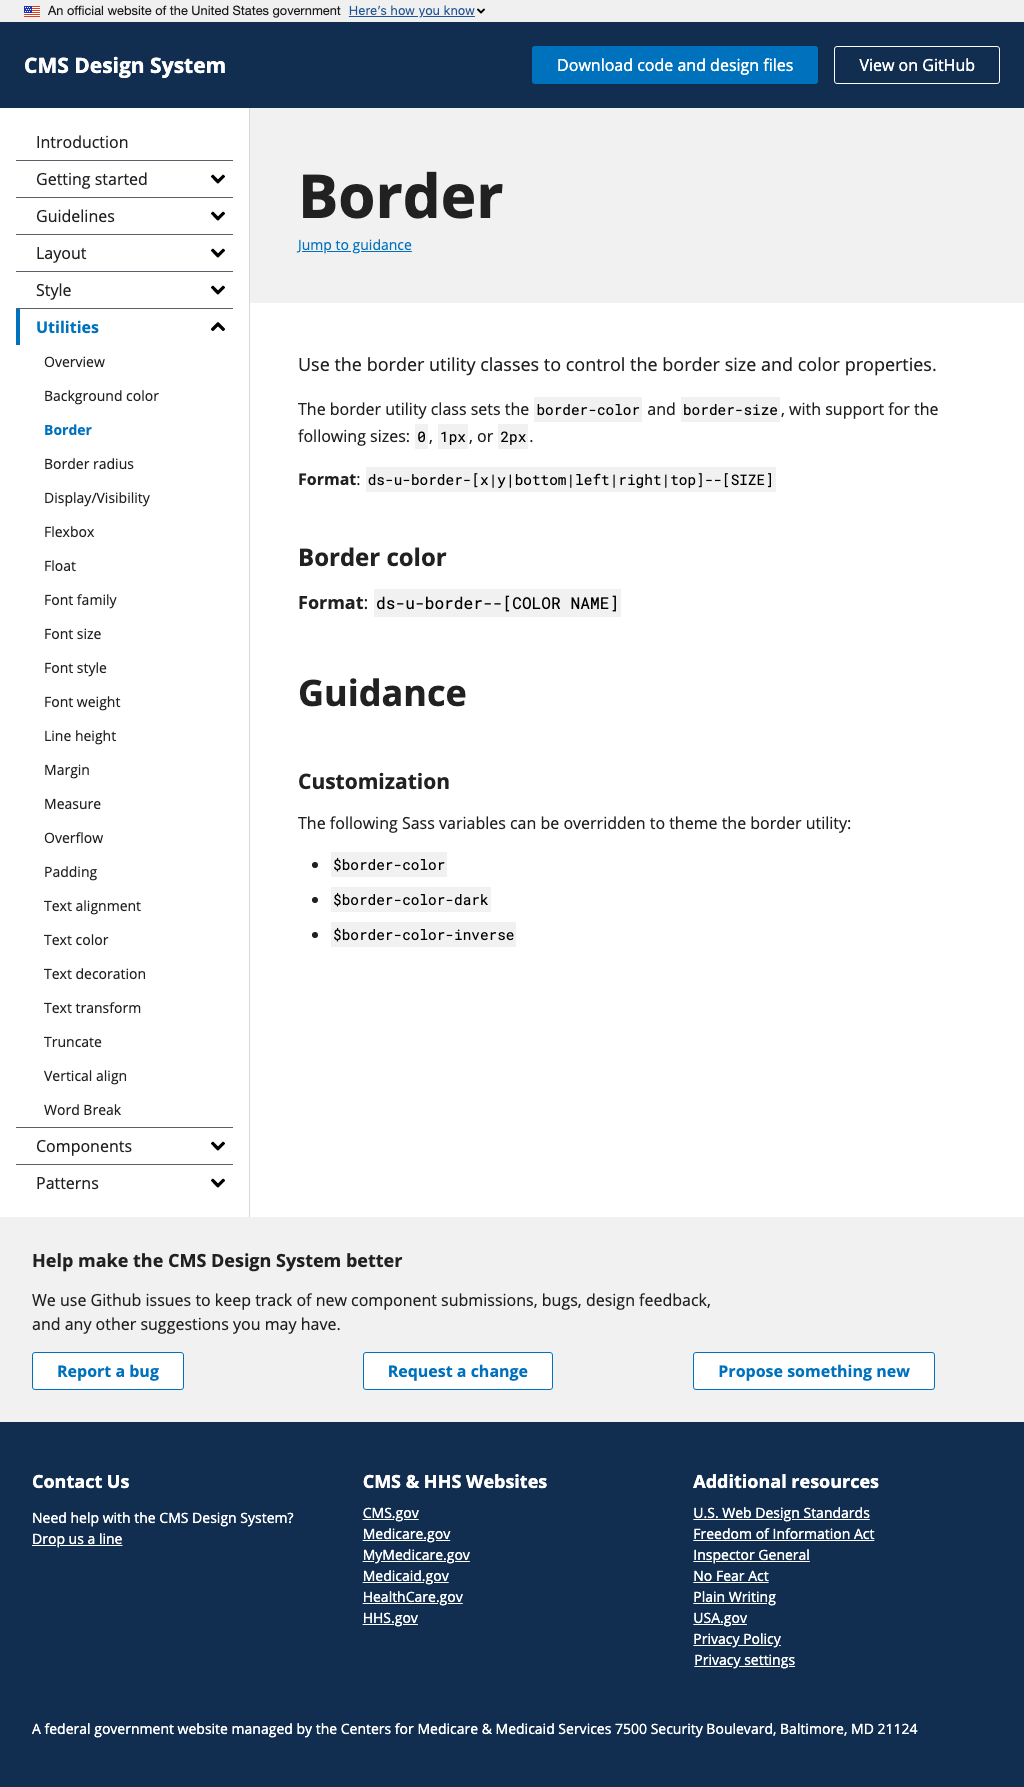 An official website of the United States government Here's how you know
CMS Design System
Download code and design files
View on GitHub
Introduction
Getting started
Guidelines
Layout
Style
Utilities
Overview
Background color
Border
Border radius
Display/Visibility
Flexbox
Float
Font family
Font size
Font style
Font weight
Line height
Margin
Measure
Overflow
Padding
Text alignment
Text color
Text decoration
Text transform
Truncate
Vertical align
Word Break
Components
Patterns
Border
Jump to guidance
Use the border utility classes to control the border size and color properties.
The border utility class sets the border-color and border-size, with support for the
following sizes: 0, 1px, or 2px.
Format: ds-u-border-[x|y|bottom|left|right|top]--[SIZE]
Border color
Format: ds-u-border--[COLOR NAME]
Guidance
Customization
The following Sass variables can be overridden to theme the border utility:
• $border-color
• $border-color-dark
• $border-color-inverse
Help make the CMS Design System better
We use Github issues to keep track of new component submissions, bugs, design feedback,
and any other suggestions you may have.
Report a bug
Request a change
Propose something new
Contact Us
Need help with the CMS Design System?
Drop us a line
CMS & HHS Websites
CMS.gov
Medicare.gov
MyMedicare.gov
Medicaid.gov
HealthCare.gov
HHS.gov
Additional resources
U.S. Web Design Standards
Freedom of Information Act
Inspector General
No Fear Act
Plain Writing
USA.gov
Privacy Policy
Privacy settings
A federal government website managed by the Centers for Medicare & Medicaid Services 7500 Security Boulevard, Baltimore, MD 21124